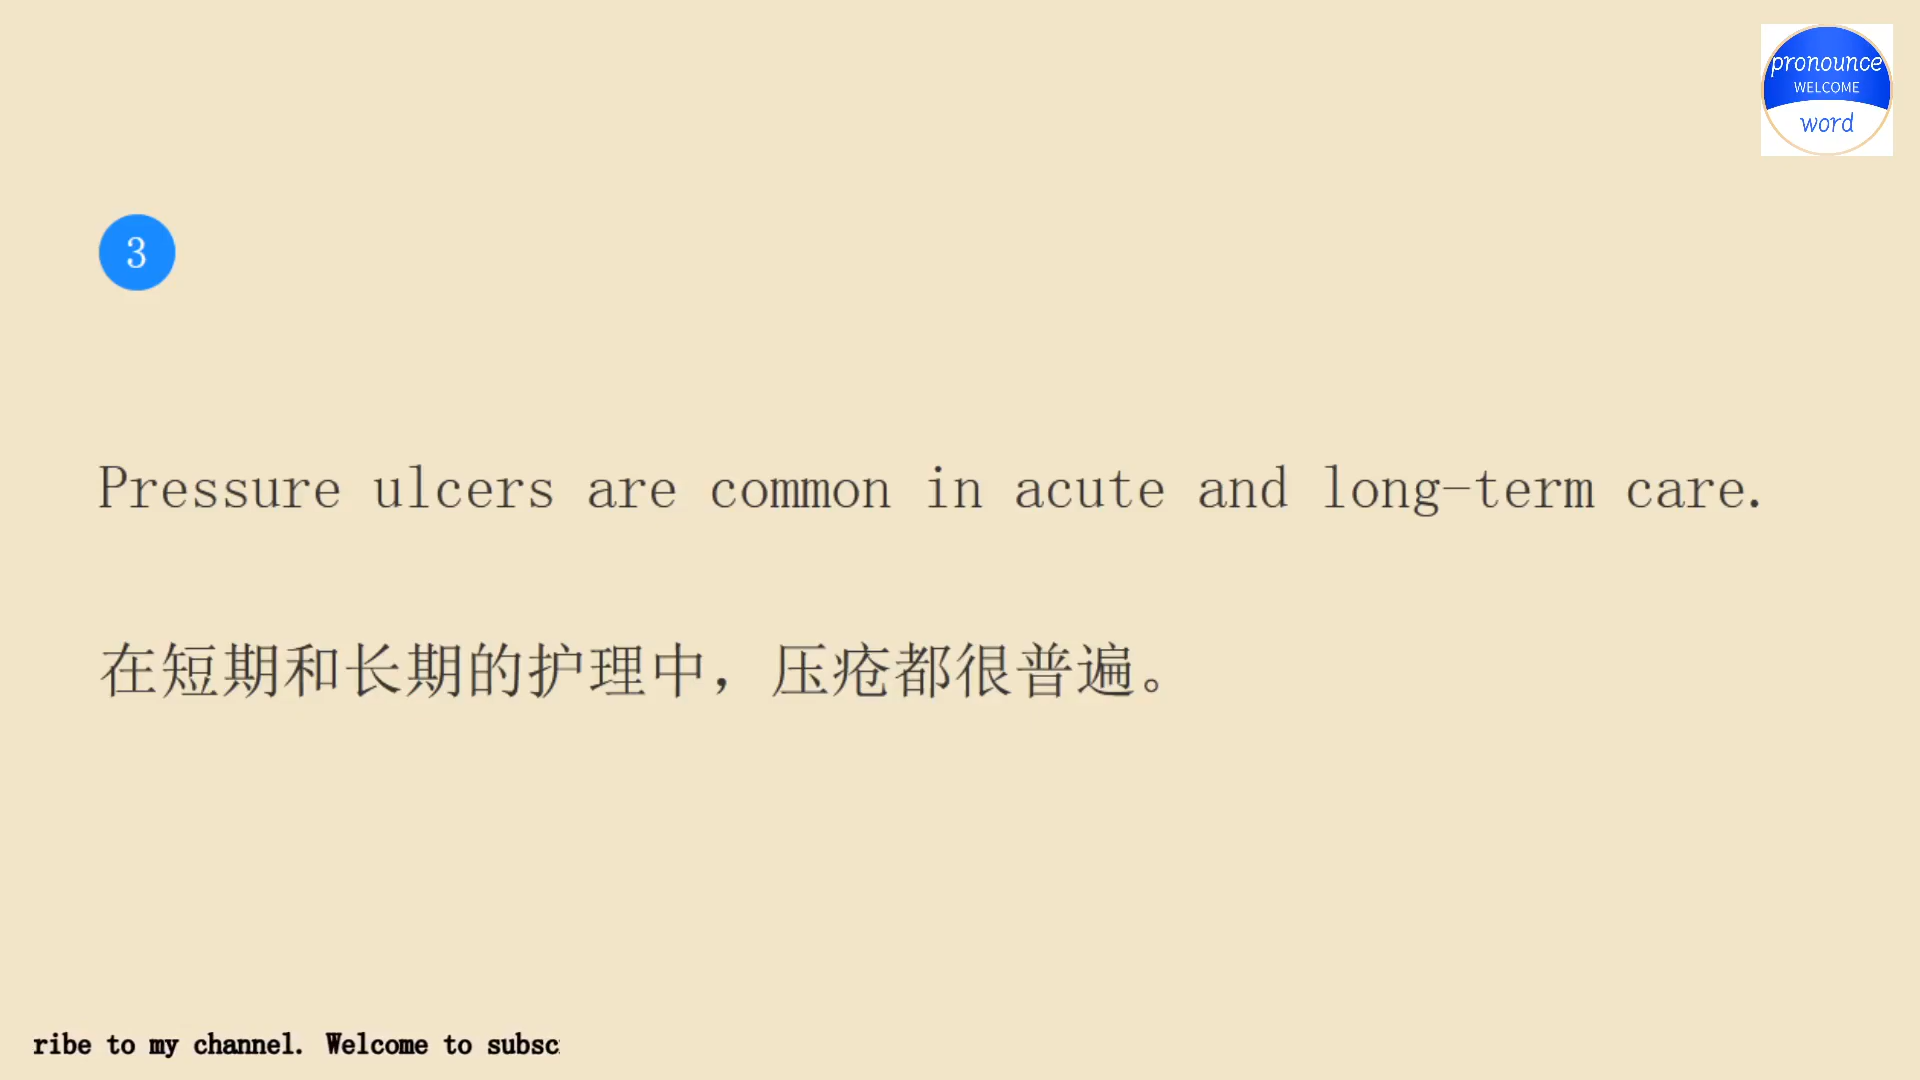 pronounce
WELCOME
word
3
Pressure ulcers are common in acute and long-term care.
在短期和长期的护理中，压疮都很普遍。
ribe to my channel. Welcome to subsc